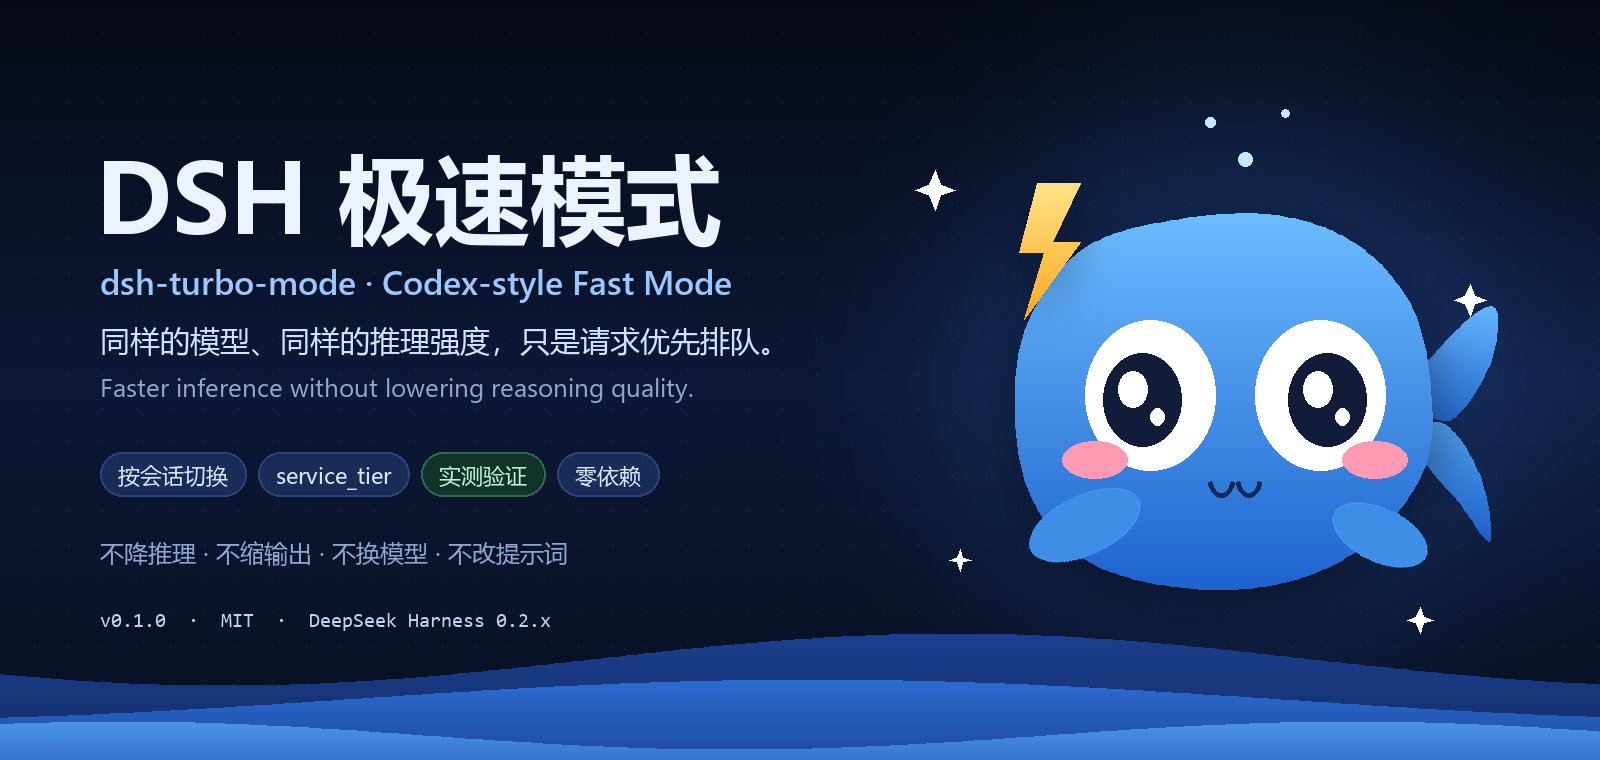 DSH 极速模式
dsh-turbo-mode · Codex-style Fast Mode
同样的模型、同样的推理强度，只是请求优先排队。
Faster inference without lowering reasoning quality.
按会话切换 service_tier 实测验证 零依赖
不降推理 · 不缩输出 · 不换模型 · 不改提示词
v0.1.0 · MIT · DeepSeek Harness 0.2.x